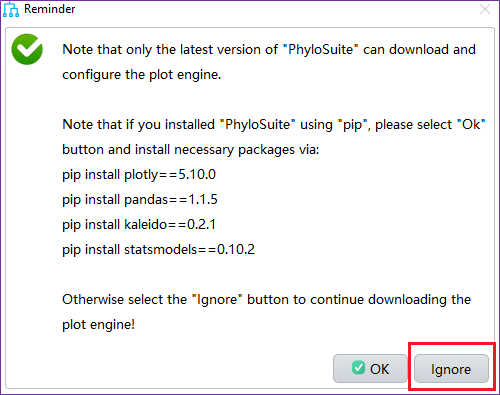 Reminder
Note that only the latest version of "PhyloSuite" can download and
configure the plot engine.
Note that if you installed "PhyloSuite" using "pip", please select "Ok"
button and install necessary packages via:
pip install plotly==5.10.0
pip install pandas==1.1.5
pip install kaleido==0.2.1
pip install statsmodels==0.10.2
Otherwise select the "Ignore" button to continue downloading the
plot engine!
OK
Ignore